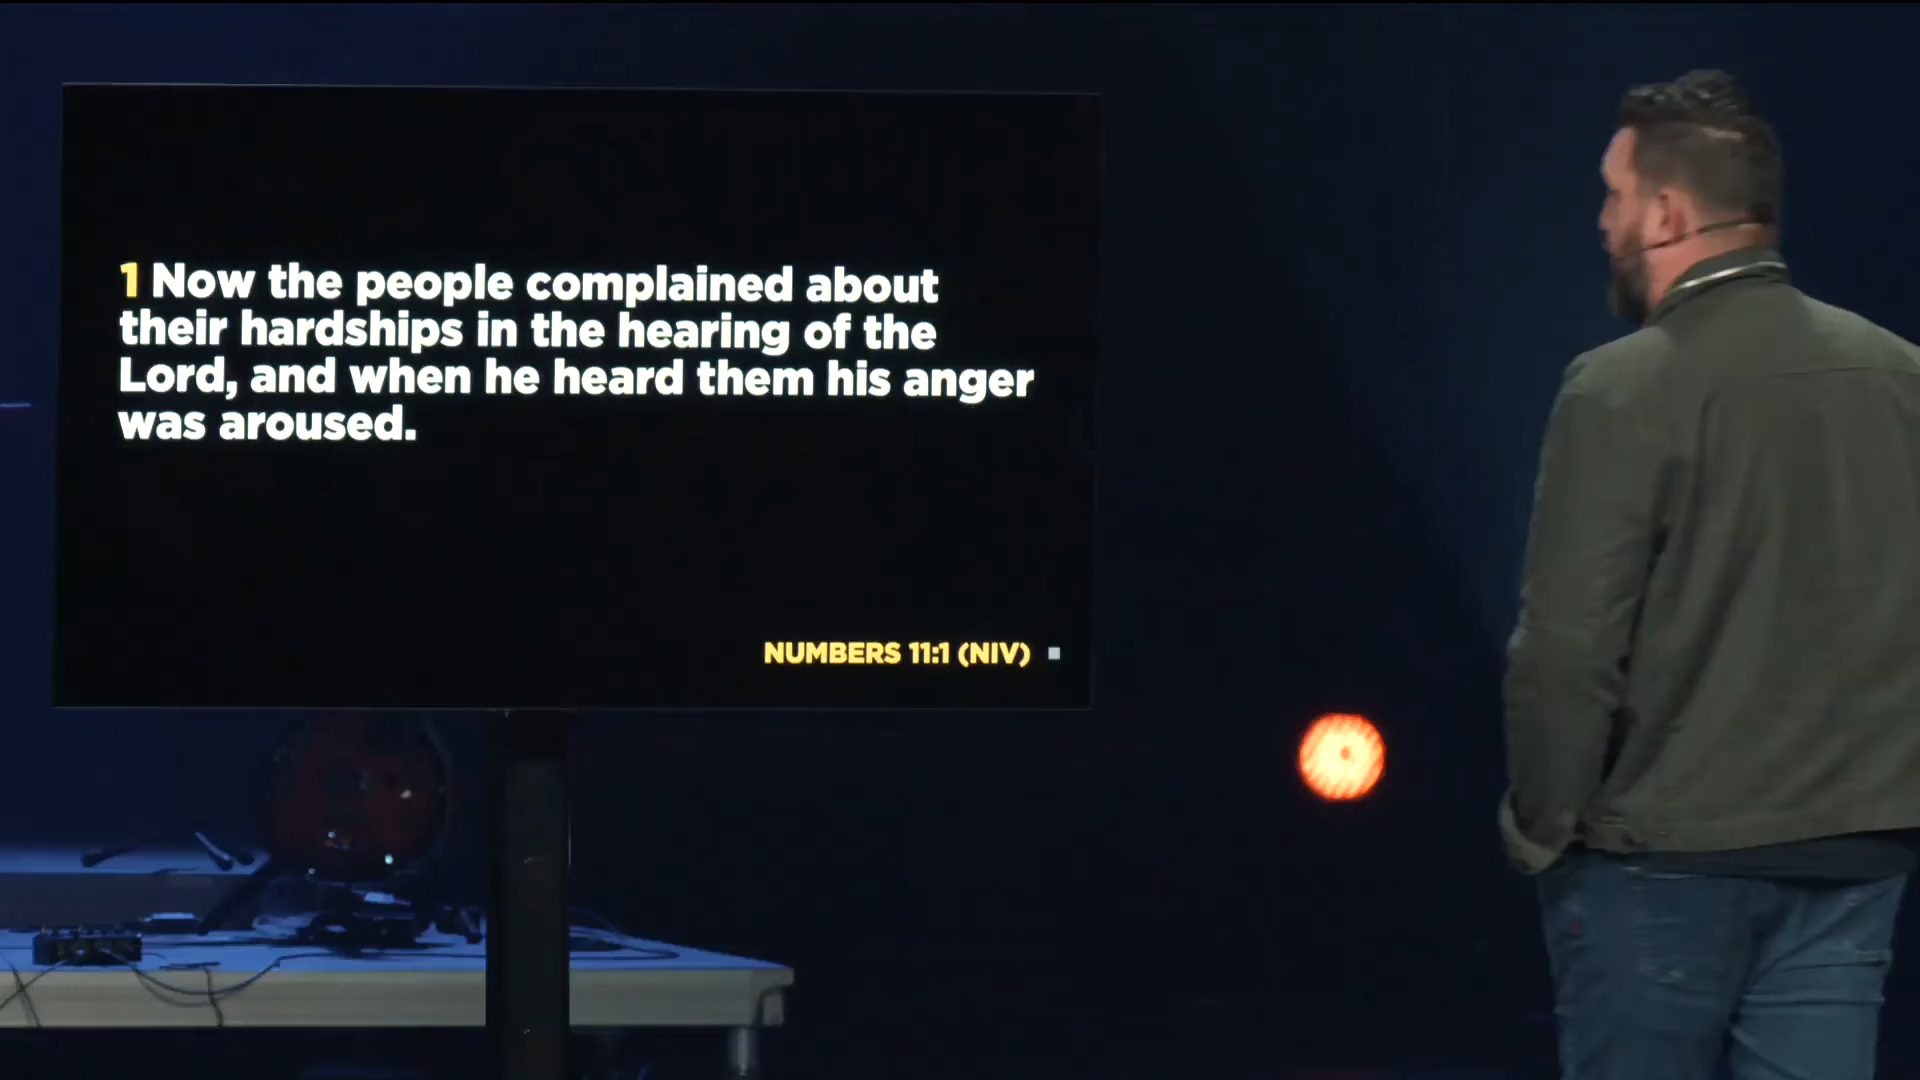 1 Now the people complained about
their hardships in the hearing of the
Lord, and when he heard them his anger
was aroused.
NUMBERS 11:1 (NIV)